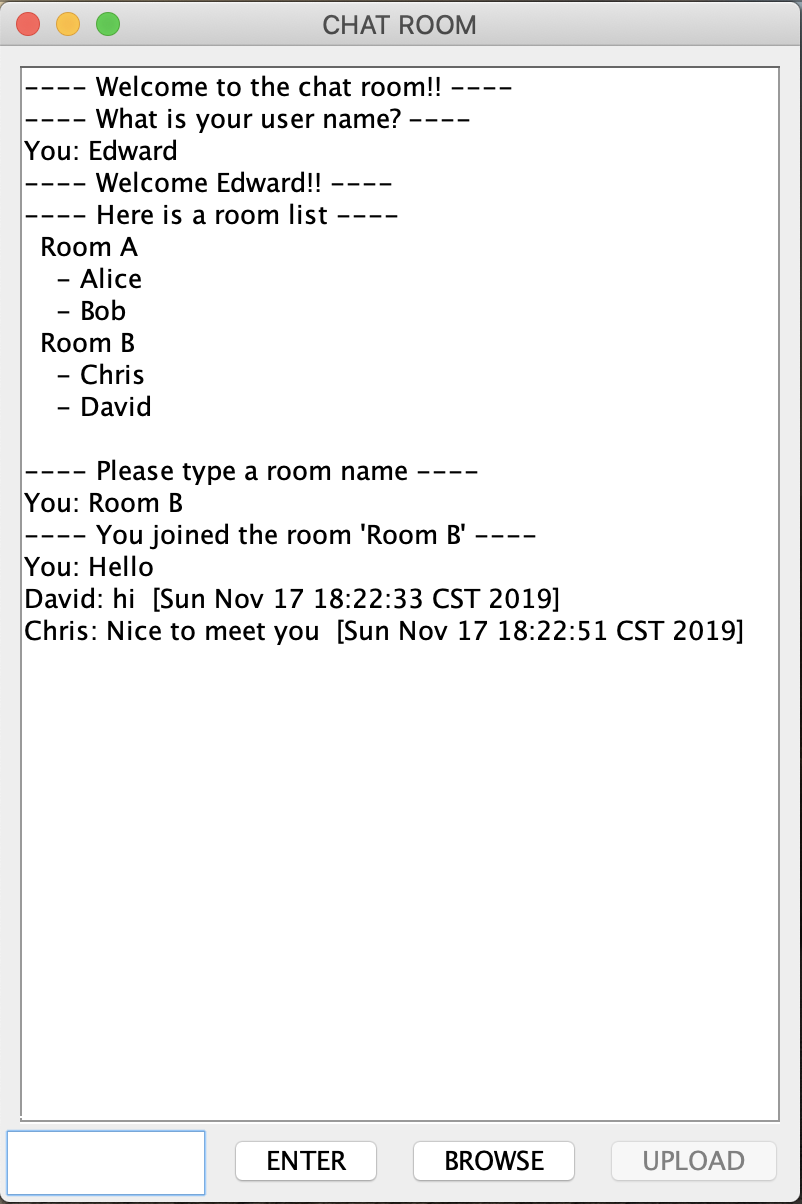 CHAT ROOM
---- Welcome to the chat room!! ----
---- What is your user name? ----
You: Edward
---- Welcome Edward!! ----
---- Here is a room list ----
  Room A
    - Alice
    - Bob
  Room B
    - Chris
    - David

---- Please type a room name ----
You: Room B
---- You joined the room 'Room B' ----
You: Hello
David: hi  [Sun Nov 17 18:22:33 CST 2019]
Chris: Nice to meet you  [Sun Nov 17 18:22:51 CST 2019]
ENTER BROWSE UPLOAD